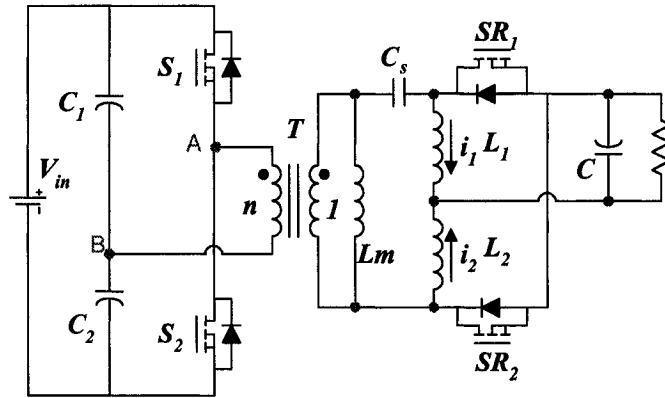 SR₁
S₁
Cₛ
C₁
T
A
i₁ L₁
Vᵢₙ
+
-
n
1
C
B
Lm
i₂ L₂
C₂
S₂
SR₂